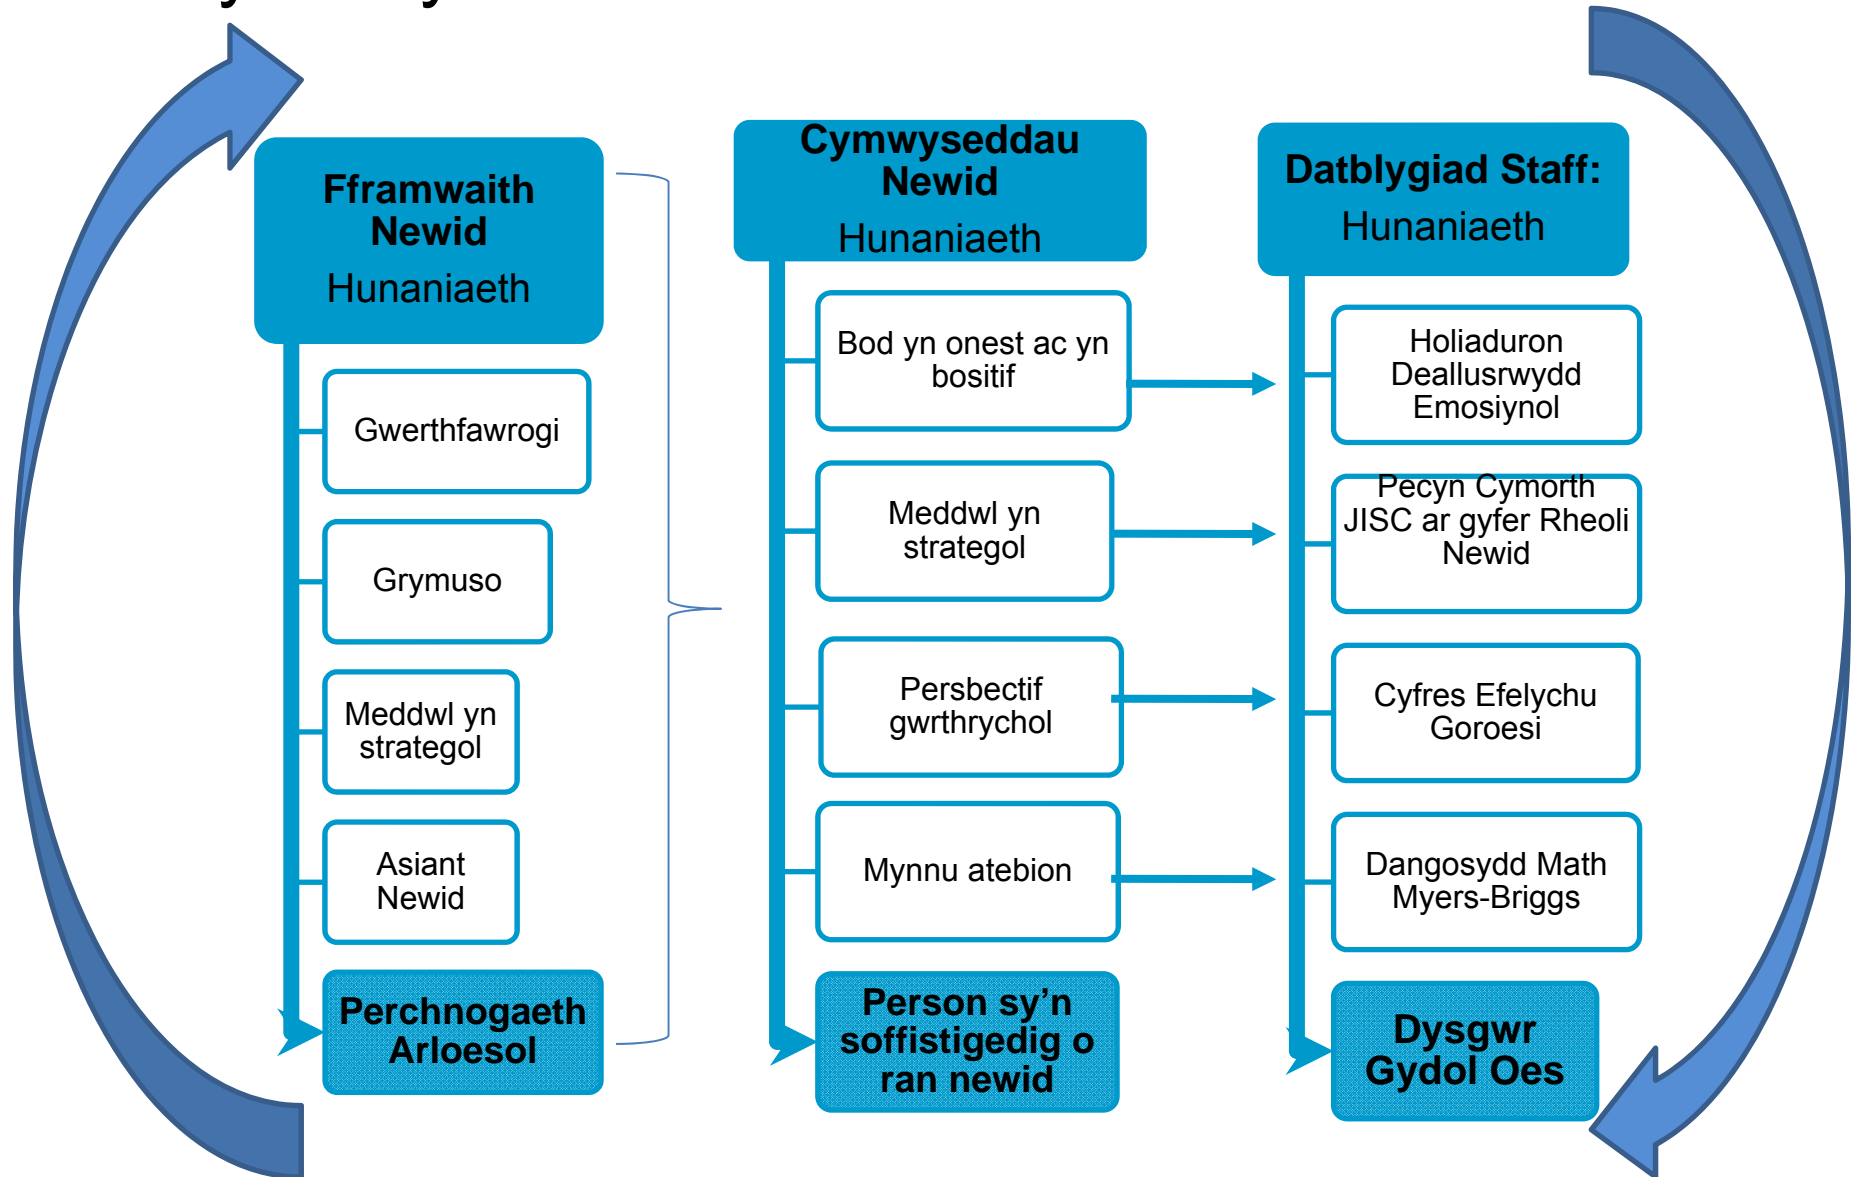 Fframwaith
Newid
Hunaniaeth
Gwerthfawrogi
Grymuso
Meddwl yn
strategol
Asiant
Newid
Perchnogaeth
Arloesol
Cymwyseddau
Newid
Hunaniaeth
Bod yn onest ac yn
bositif
Meddwl yn
strategol
Persbectif
gwrthrychol
Mynnu atebion
Person sy’n
soffistigedig o
ran newid
Datblygiad Staff:
Hunaniaeth
Holiaduron
Deallusrwydd
Emosiynol
Pecyn Cymorth
JISC ar gyfer Rheoli
Newid
Cyfres Efelychu
Goroesi
Dangosydd Math
Myers-Briggs
Dysgwr
Gydol Oes